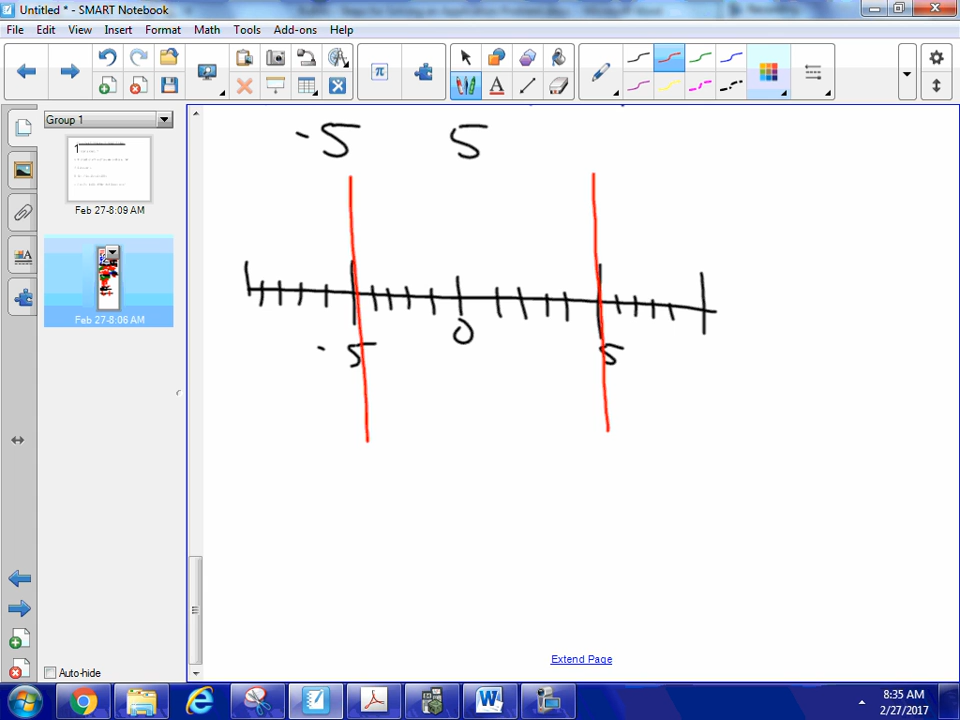 Untitled * - SMART Notebook
File Edit View Insert Format Math Tools Add-ons Help
Group 1
1
Feb 27-8:09 AM
Feb 27-8:06 AM
-5 5
0
-5 5
Extend Page
Auto-hide
8:35 AM
2/27/2017